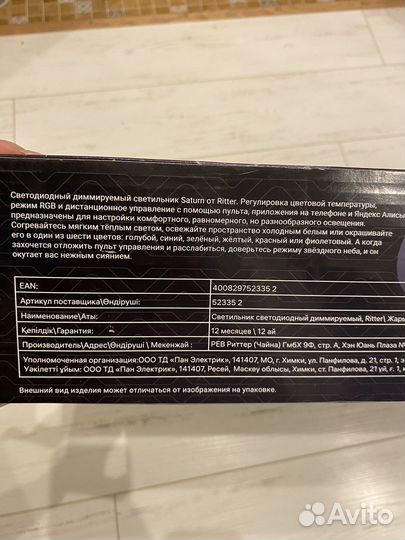 Светодиодный диммируемый светильник Saturn от Ritter. Регулировка цветовой температуры,
режим RGB и дистанционное управление с помощью пульта, приложения на телефоне и Яндекс Алисы
предназначены для настройки комфортного, равномерного, но разнообразного освещения.
Согревайтесь мягким тёплым светом, освежайте пространство холодным белым или окрашивайте
его в один из шести цветов: голубой, синий, зелёный, жёлтый, красный или фиолетовый. А когда
захочется отложить пульт управления и расслабиться, доверьтесь режиму звёздного неба, и он
окутает вас нежным сиянием.
EAN: 400829752335 2
Артикул поставщика\Өндіруші: 52335 2
Наименование\Аты: Светильник светодиодный диммируемый, Ritter\ Жары
Кепілдік/Гарантия: 12 месяцев \ 12 ай
Производитель/Адрес\Өндіруші \ Мекенжай: РЕВ Риттер (Чайна) ГмбХ 9Ф, стр. А, Хэн Юань Плаза №
Уполномоченная организация:ООО ТД «Пан Электрик», 141407, МО, г. Химки, ул. Панфилова, д. 21, стр. 1, э
Уәкілетті ұйым: ООО ТД «Пан Электрик», 141407, Ресей, Мәскеу облысы, Химки, ст. Панфилова, 21 үй, ғ. 1,
Внешний вид изделия может отличаться от изображения на упаковке.
Avito